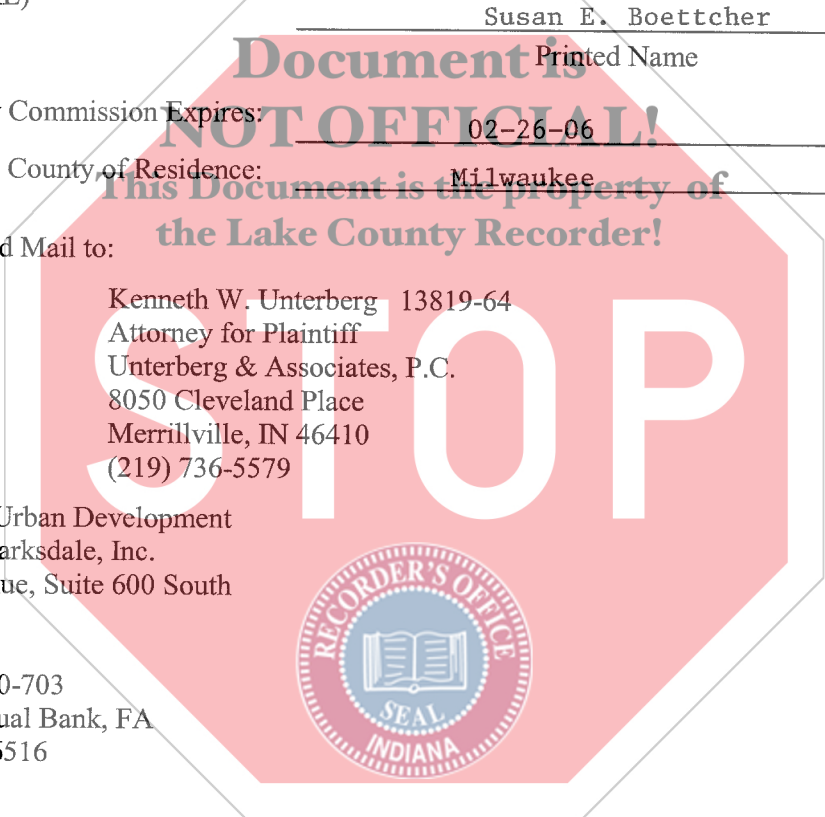 Susan E. Boettcher
Document is
Printed Name
Commission Expires:
NOT OFFICIAL!
02-26-06
County of Residence:
Milwaukee
This Document is the property of
the Lake County Recorder!
d Mail to:
Kenneth W. Unterberg 13819-64
Attorney for Plaintiff
Unterberg & Associates, P.C.
8050 Cleveland Place
Merrillville, IN 46410
(219) 736-5579
STOP
Urban Development
arksdale, Inc.
ue, Suite 600 South
RECORDER'S OFFICE
SEAL
INDIANA
0-703
ual Bank, FA
5516